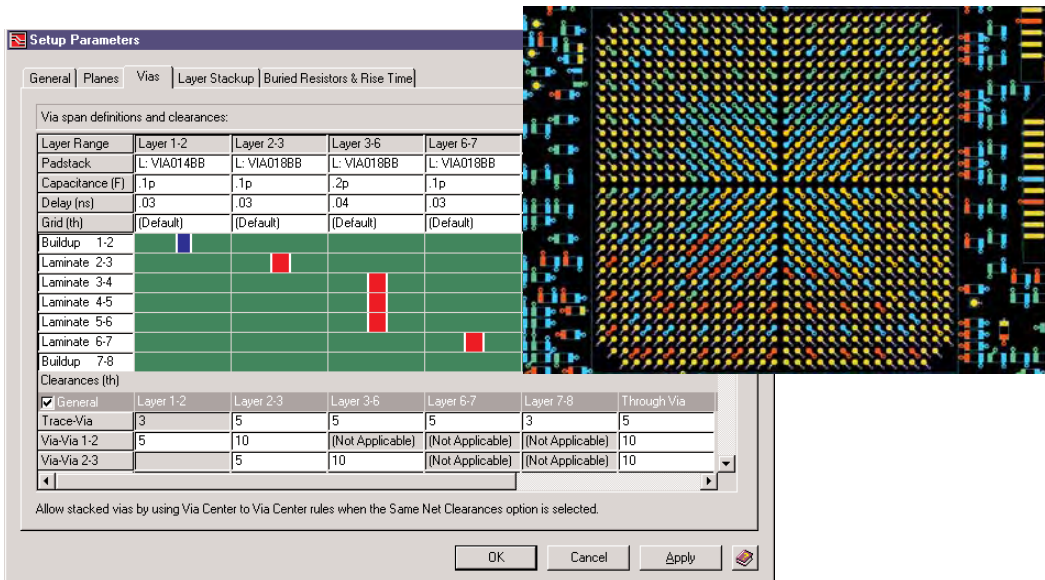 Setup Parameters
General Planes Vias Layer Stackup Buried Resistors & Rise Time
Via span definitions and clearances:
Layer Range Layer 1-2 Layer 2-3 Layer 3-6 Layer 6-7
Padstack L: VIA014BB L: VIA018BB L: VIA018BB L: VIA018BB
Capacitance (F) .1p .1p .2p .1p
Delay (ns) .03 .03 .04 .03
Grid (th) (Default) (Default) (Default) (Default)
Buildup 1-2
Laminate 2-3
Laminate 3-4
Laminate 4-5
Laminate 5-6
Laminate 6-7
Buildup 7-8
Clearances (th)
General Layer 1-2 Layer 2-3 Layer 3-6 Layer 6-7 Layer 7-8 Through Via
Trace-Via 3 5 5 5 3 5
Via-Via 1-2 5 10 (Not Applicable) (Not Applicable) (Not Applicable) 10
Via-Via 2-3 5 10 (Not Applicable) (Not Applicable) 10
Allow stacked vias by using Via Center to Via Center rules when the Same Net Clearances option is selected.
OK Cancel Apply